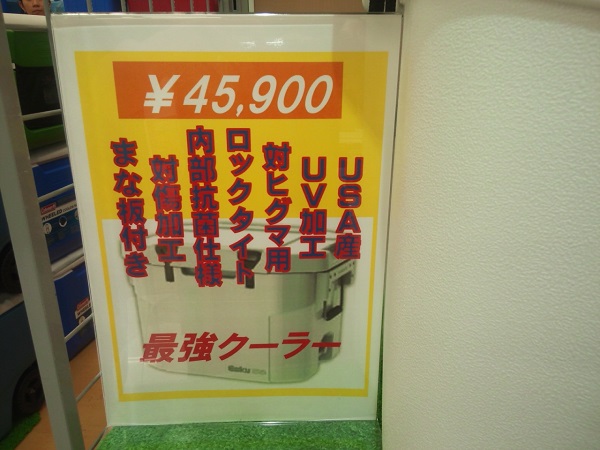 ¥45,900
USA産
UV加工
対ヒグマ用
ロックタイト
内部抗菌仕様
対傷加工
まな板付き
最強クーラー